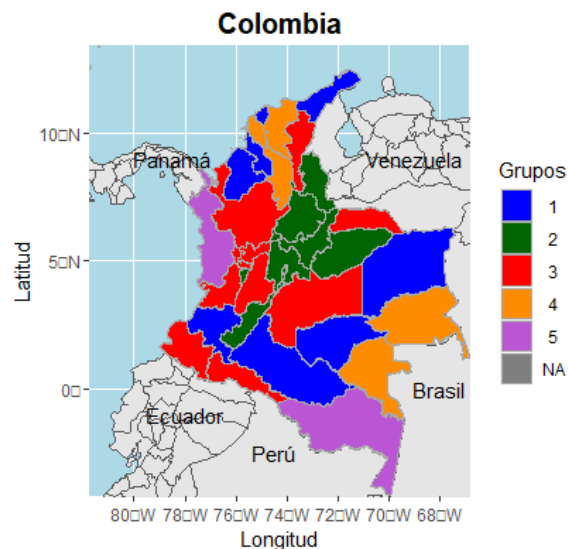 Colombia
10□N
5□N
0□
Latitud
Panamá
Venezuela
Ecuador
Perú
Brasil
80□W 78□W 76□W 74□W 72□W 70□W 68□W
Longitud
Grupos
1
2
3
4
5
NA